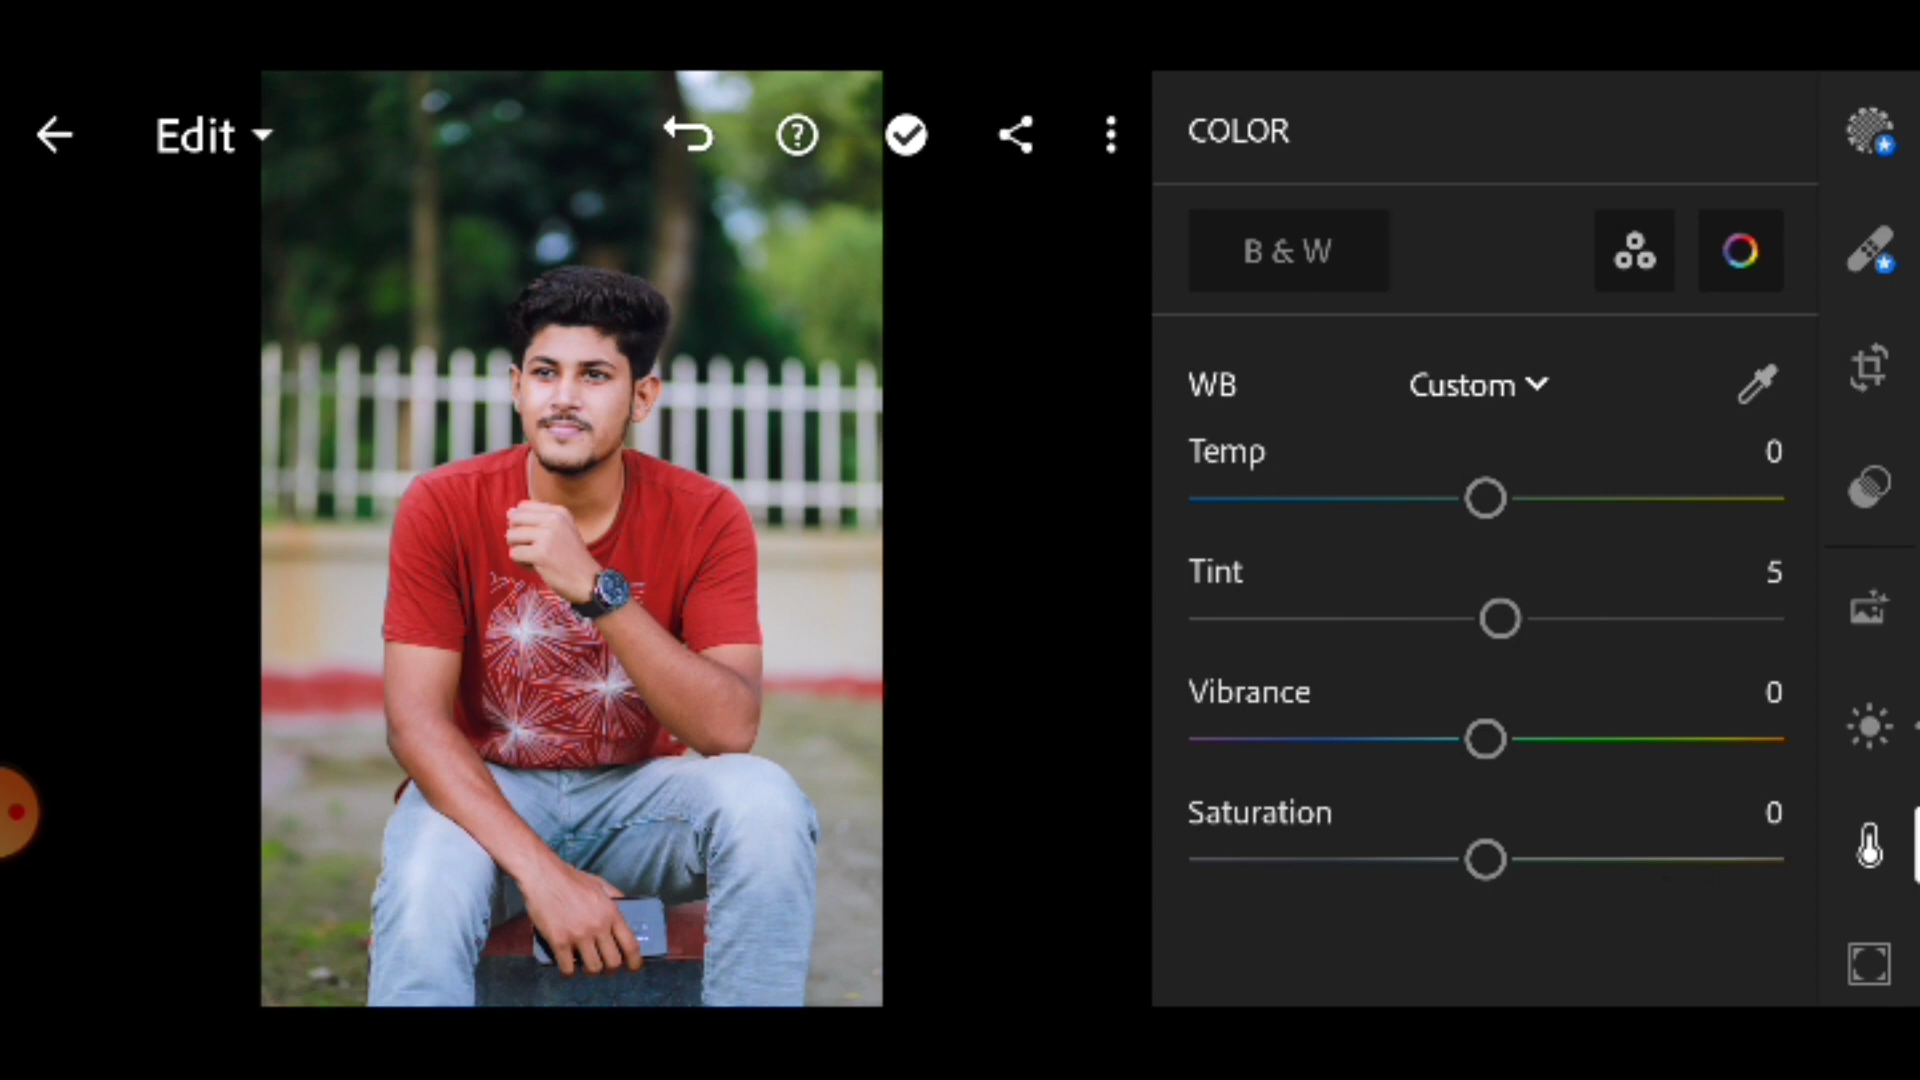 Edit
COLOR
B & W
WB Custom
Temp 0
Tint 5
Vibrance 0
Saturation 0